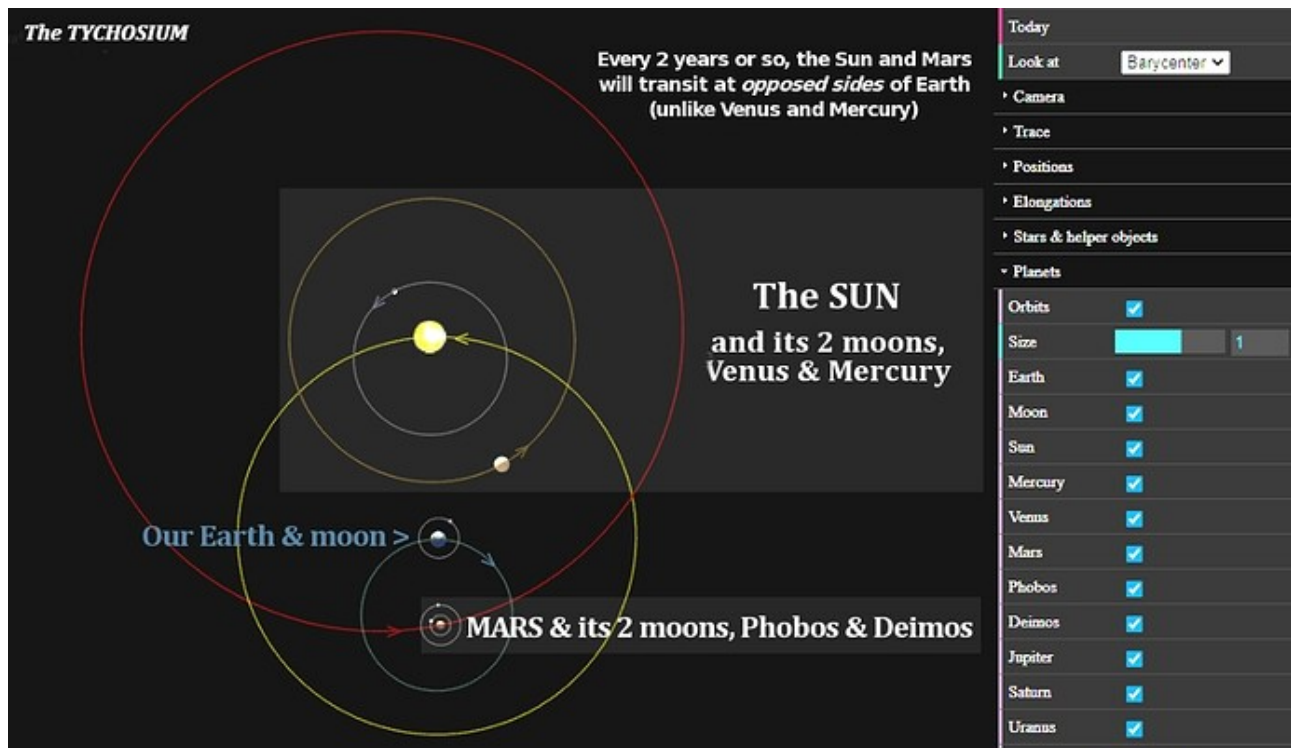 The TYCHOSIUM
Every 2 years or so, the Sun and Mars
will transit at opposed sides of Earth
(unlike Venus and Mercury)
The SUN
and its 2 moons,
Venus & Mercury
Our Earth & moon >
MARS & its 2 moons, Phobos & Deimos
Today
Look at Barycenter
Camera
Trace
Positions
Elongations
Stars & helper objects
Planets
Orbits
Size 1
Earth
Moon
Sun
Mercury
Venus
Mars
Phobos
Deimos
Jupiter
Saturn
Uranus